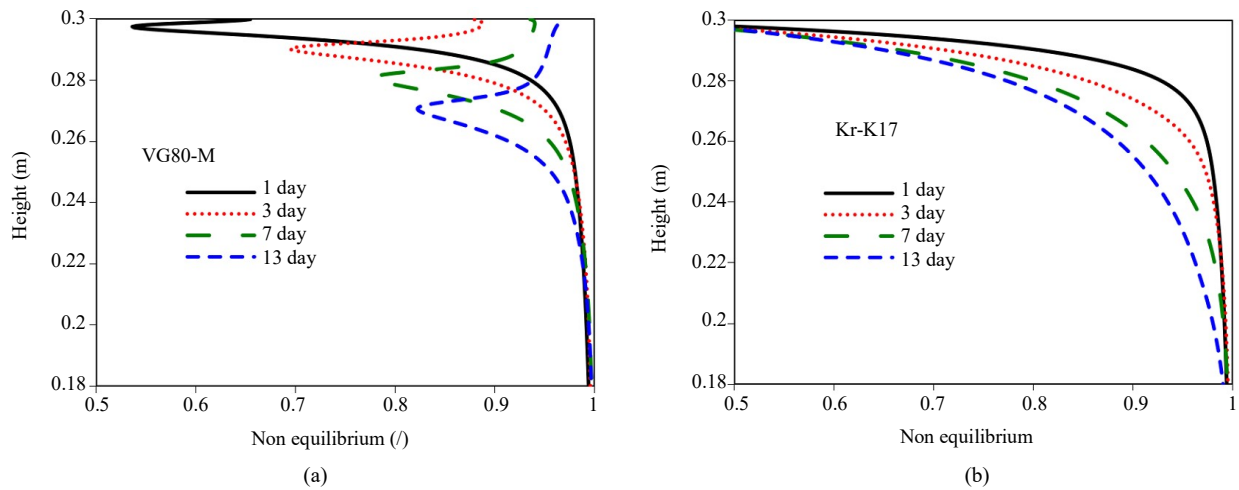 0.3
0.28
0.26
0.24
0.22
0.2
0.18
Height (m)
VG80-M
1 day
3 day
7 day
13 day
0.5 0.6 0.7 0.8 0.9 1
Non equilibrium (/)
(a)
0.3
0.28
0.26
0.24
0.22
0.2
0.18
Height (m)
Kr-K17
1 day
3 day
7 day
13 day
0.5 0.6 0.7 0.8 0.9 1
Non equilibrium
(b)